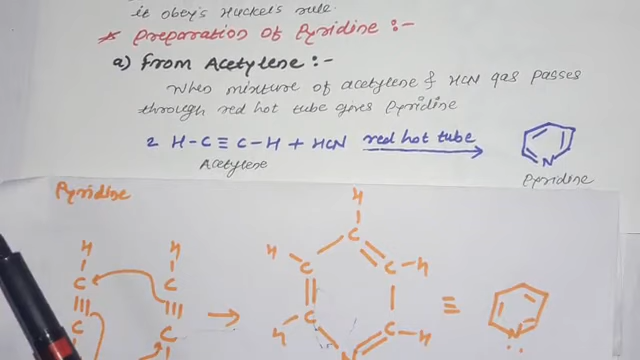 it obey's Huckel's rule.
* Preparation of Pyridine :-
a) From Acetylene :-
When mixture of acetylene & HCN gas passes
through red hot tube gives Pyridine
2 H-C≡C-H + HCN red hot tube → N
Acetylene
Pyridine
Pyridine
H H H
H C
C C C C-H
≡ ≡ → ≡
C C C C-H N
H
N